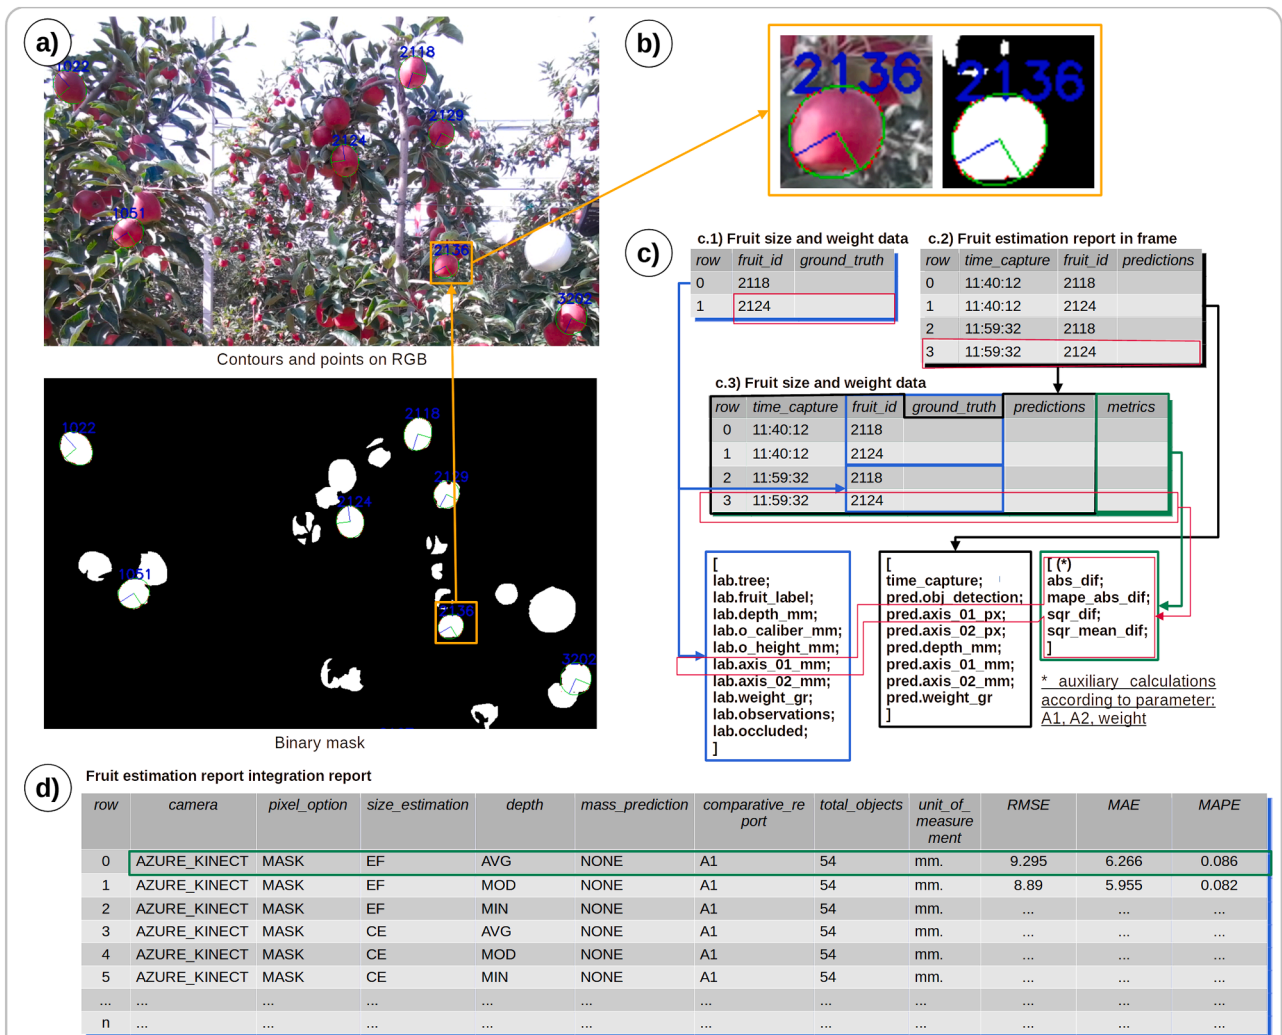 a)
1022
2118
2129
2124
1051
2136
3202
Contours and points on RGB
1022
2118
2124
1051
2136
3202
Binary mask
b)
2136
2136
c)
c.1) Fruit size and weight data
row fruit_id ground_truth
0 2118
1 2124
c.2) Fruit estimation report in frame
row time_capture fruit_id predictions
0 11:40:12 2118
1 11:40:12 2124
2 11:59:32 2118
3 11:59:32 2124
c.3) Fruit size and weight data
row time_capture fruit_id ground_truth predictions metrics
0 11:40:12 2118
1 11:40:12 2124
2 11:59:32 2118
3 11:59:32 2124
[
lab.tree;
lab.fruit_label;
lab.depth_mm;
lab.o_caliber_mm;
lab.o_height_mm;
lab.axis_01_mm;
lab.axis_02_mm;
lab.weight_gr;
lab.observations;
lab.occluded;
]
[
time_capture;
pred.obj_detection;
pred.axis_01_px;
pred.axis_02_px;
pred.depth_mm;
pred.axis_01_mm;
pred.axis_02_mm;
pred.weight_gr
]
[ (*)
abs_dif;
mape_abs_dif;
sqr_dif;
sqr_mean_dif;
]
* auxiliary calculations
according to parameter:
A1, A2, weight
d)
Fruit estimation report integration report
row camera pixel_option size_estimation depth mass_prediction comparative_re
port total_objects unit_of_
measure
ment RMSE MAE MAPE
0 AZURE_KINECT MASK EF AVG NONE A1 54 mm. 9.295 6.266 0.086
1 AZURE_KINECT MASK EF MOD NONE A1 54 mm. 8.89 5.955 0.082
2 AZURE_KINECT MASK EF MIN NONE A1 54 mm. ... ... ...
3 AZURE_KINECT MASK CE AVG NONE A1 54 mm. ... ... ...
4 AZURE_KINECT MASK CE MOD NONE A1 54 mm. ... ... ...
5 AZURE_KINECT MASK CE MIN NONE A1 54 mm. ... ... ...
... ... ... ... ... ... ... ... ... ... ... ...
n ... ... ... ... ... ... ... ... ... ... ...